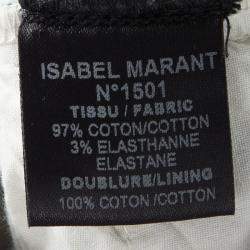 ISABEL MARANT
N°1501
TISSU / FABRIC
97% COTON/COTTON
3% ELASTHANNE
ELASTANE
DOUBLURE/LINING
100% COTON /COTTON